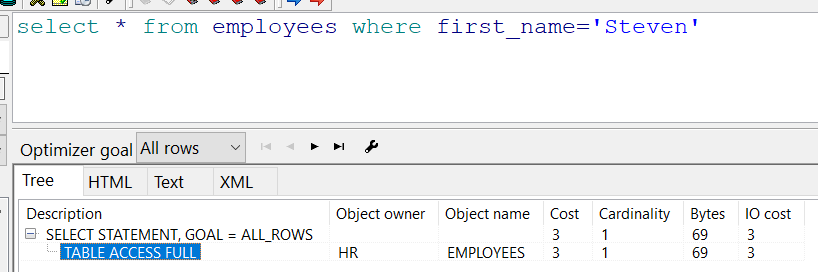 select * from employees where first_name='Steven'
Optimizer goal All rows
Tree HTML Text XML
Description Object owner Object name Cost Cardinality Bytes IO cost
SELECT STATEMENT, GOAL = ALL_ROWS 3 1 69 3
TABLE ACCESS FULL HR EMPLOYEES 3 1 69 3